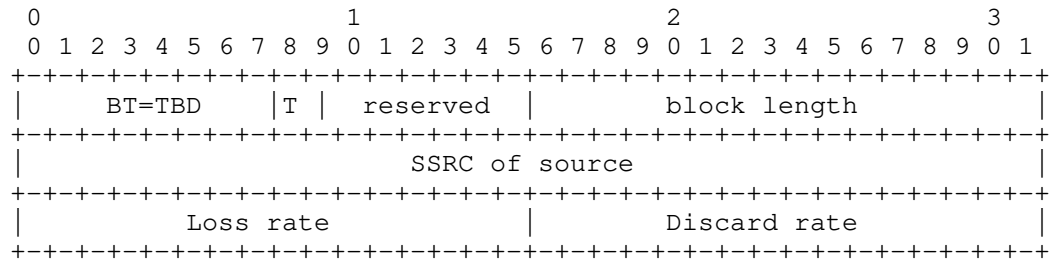 0                   1                   2                   3
 0 1 2 3 4 5 6 7 8 9 0 1 2 3 4 5 6 7 8 9 0 1 2 3 4 5 6 7 8 9 0 1
+-+-+-+-+-+-+-+-+-+-+-+-+-+-+-+-+-+-+-+-+-+-+-+-+-+-+-+-+-+-+-+-+
|     BT=TBD    |T |  reserved  |        block length           |
+-+-+-+-+-+-+-+-+-+-+-+-+-+-+-+-+-+-+-+-+-+-+-+-+-+-+-+-+-+-+-+-+
|                        SSRC of source                         |
+-+-+-+-+-+-+-+-+-+-+-+-+-+-+-+-+-+-+-+-+-+-+-+-+-+-+-+-+-+-+-+-+
|          Loss rate            |        Discard rate           |
+-+-+-+-+-+-+-+-+-+-+-+-+-+-+-+-+-+-+-+-+-+-+-+-+-+-+-+-+-+-+-+-+